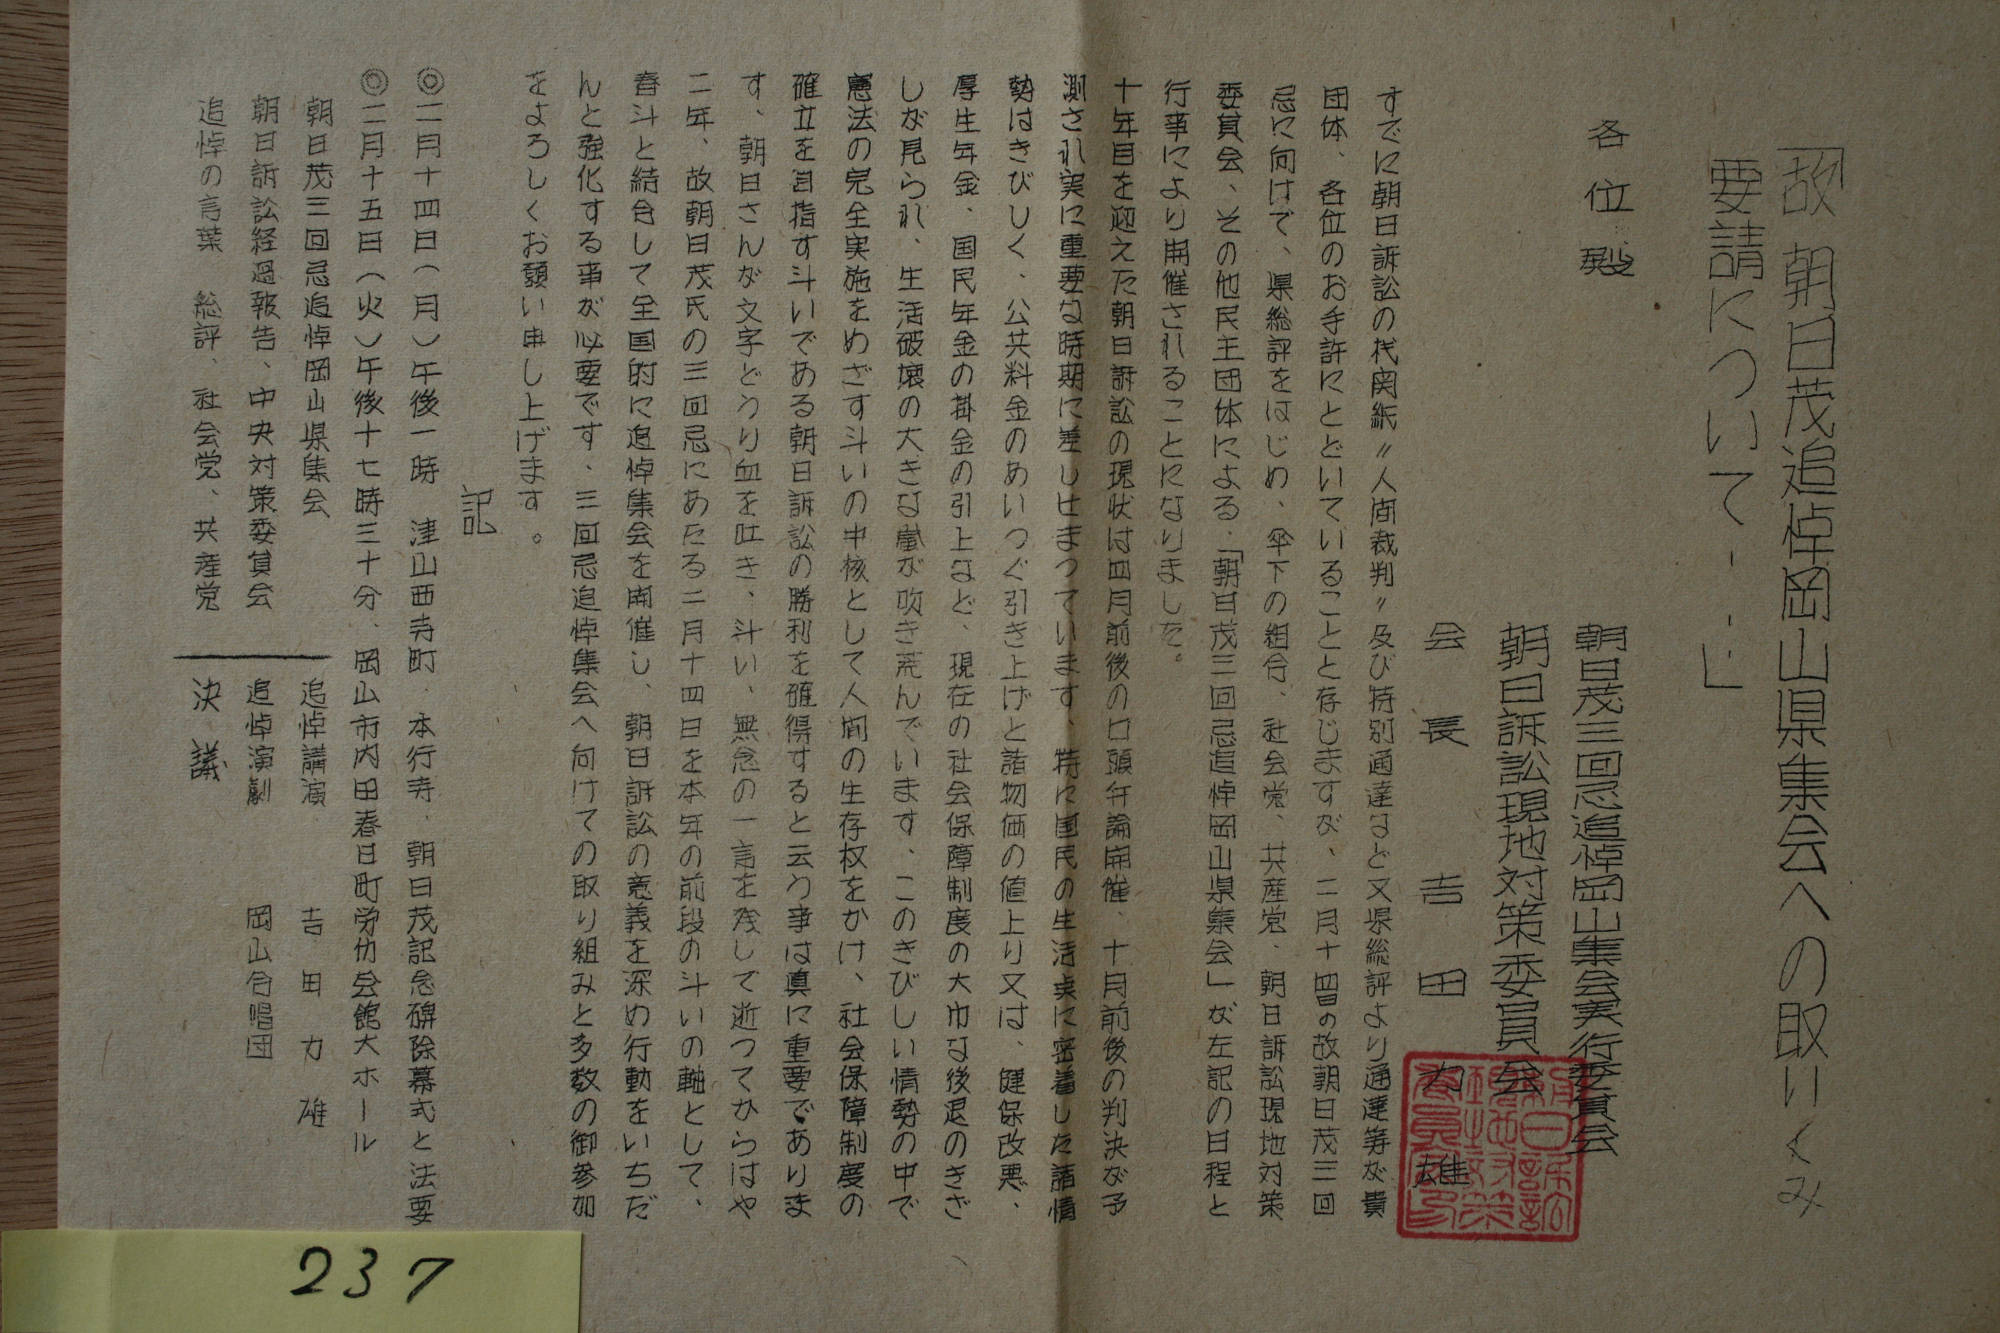 「故朝日茂追悼岡山県集会への取りくみ
要請について‥‥」
各位殿
朝日茂三回忌追悼岡山集会実行委員会
朝日訴訟現地対策委員会
会長 吉田力雄
すでに朝日訴訟の代関紙〃人間裁判〃及び特別通達など又県総評より通達等が貴
団体、各位のお手許にとどいていることと存じますが、二月十四日の故朝日茂三回
忌に向けて、県総評をはじめ、傘下の組合、社会党、共産党、朝日訴訟現地対策
委員会、その他民主団体による「朝日茂三回忌追悼岡山県集会」が左記の日程と
行事により開催されることになりました。
十年目を迎えた朝日訴訟の現状は四月前後の口頭弁論開催、十月前後の判決が予
測され実に重要な時期に差しせまっています、特に国民の生活実に密着した諸情
勢はきびしく、公共料金のあいつぐ引き上げと諸物価の値上り又は、健保改悪、
厚生年金、国民年金の掛金の引上など、現在の社会保障制度の大巾な後退のきざ
しが見られ、生活破壊の大きな嵐が吹き荒んでいます、このきびしい情勢の中で
憲法の完全実施をめざす斗いの中核として人間の生存权をかけ、社会保障制度の
確立を目指す斗いである朝日訴訟の勝利を確得すると云う事は真に重要でありま
す、朝日さんが文字どうり血を吐き、斗い、無念の一言を残して逝ってからはや
二年、故朝日茂氏の三回忌にあたる二月十四日を本年の前段の斗いの軸として、
春斗と結合して全国的に追悼集会を開催し、朝日訴訟の意義を深め行動をいちだ
んと強化する事が必要です、三回忌追悼集会へ向けての取り組みと多数の御参加
をよろしくお願い申し上げます。
記
◎二月十四日(月)午後一時 津山西寺町、本行寺、朝日茂記念碑除幕式と法要
◎二月十五日(火)午後十七時三十分、岡山市内田春日町労仂会館大ホール
朝日茂三回忌追悼岡山県集会 追悼講演 吉田力雄
朝日訴訟経過報告、中央対策委員会 追悼演劇 岡山合唱団
追悼の言葉 総評、社会党、共産党 決議
朝日訴訟
現地対策
委員会印
237